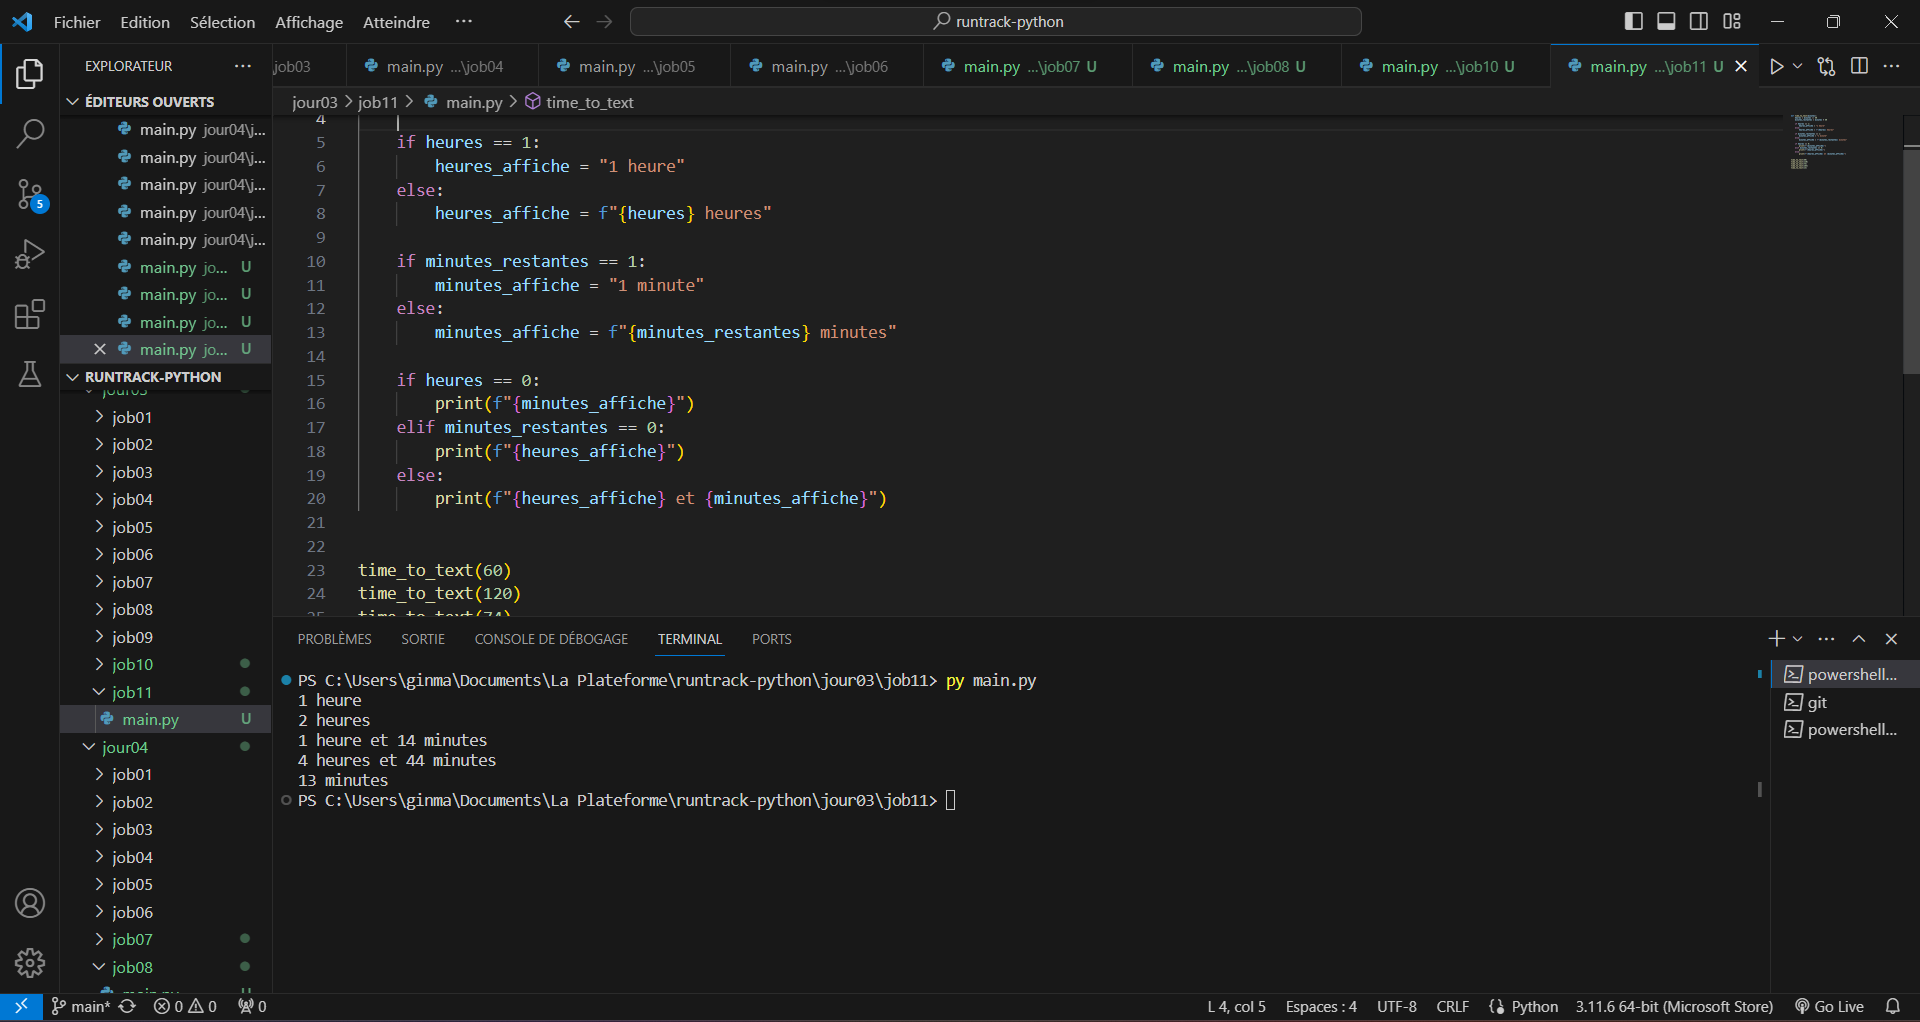 Fichier Edition Sélection Affichage Atteindre ··· runtrack-python
EXPLORATEUR ···
job03 main.py ...\job04 main.py ...\job05 main.py ...\job06 main.py ...\job07 U main.py ...\job08 U main.py ...\job10 U main.py ...\job11 U
jour03 > job11 > main.py > time_to_text
ÉDITEURS OUVERTS
main.py jour04\j...
main.py jour04\j...
main.py jour04\j...
main.py jour04\j...
main.py jour04\j...
main.py jo... U
main.py jo... U
main.py jo... U
main.py jo... U
5
RUNTRACK-PYTHON
jour03
job01
job02
job03
job04
job05
job06
job07
job08
job09
job10
job11
main.py U
jour04
job01
job02
job03
job04
job05
job06
job07
job08
main.py U
4
5 if heures == 1:
6 heures_affiche = "1 heure"
7 else:
8 heures_affiche = f"{heures} heures"
9
10 if minutes_restantes == 1:
11 minutes_affiche = "1 minute"
12 else:
13 minutes_affiche = f"{minutes_restantes} minutes"
14
15 if heures == 0:
16 print(f"{minutes_affiche}")
17 elif minutes_restantes == 0:
18 print(f"{heures_affiche}")
19 else:
20 print(f"{heures_affiche} et {minutes_affiche}")
21
22
23 time_to_text(60)
24 time_to_text(120)
25 time_to_text(74)
PROBLÈMES SORTIE CONSOLE DE DÉBOGAGE TERMINAL PORTS
PS C:\Users\ginma\Documents\La Plateforme\runtrack-python\jour03\job11> py main.py
1 heure
2 heures
1 heure et 14 minutes
4 heures et 44 minutes
13 minutes
PS C:\Users\ginma\Documents\La Plateforme\runtrack-python\jour03\job11>
powershell...
git
powershell...
main* 0 0 0 L 4, col 5 Espaces : 4 UTF-8 CRLF Python 3.11.6 64-bit (Microsoft Store) Go Live